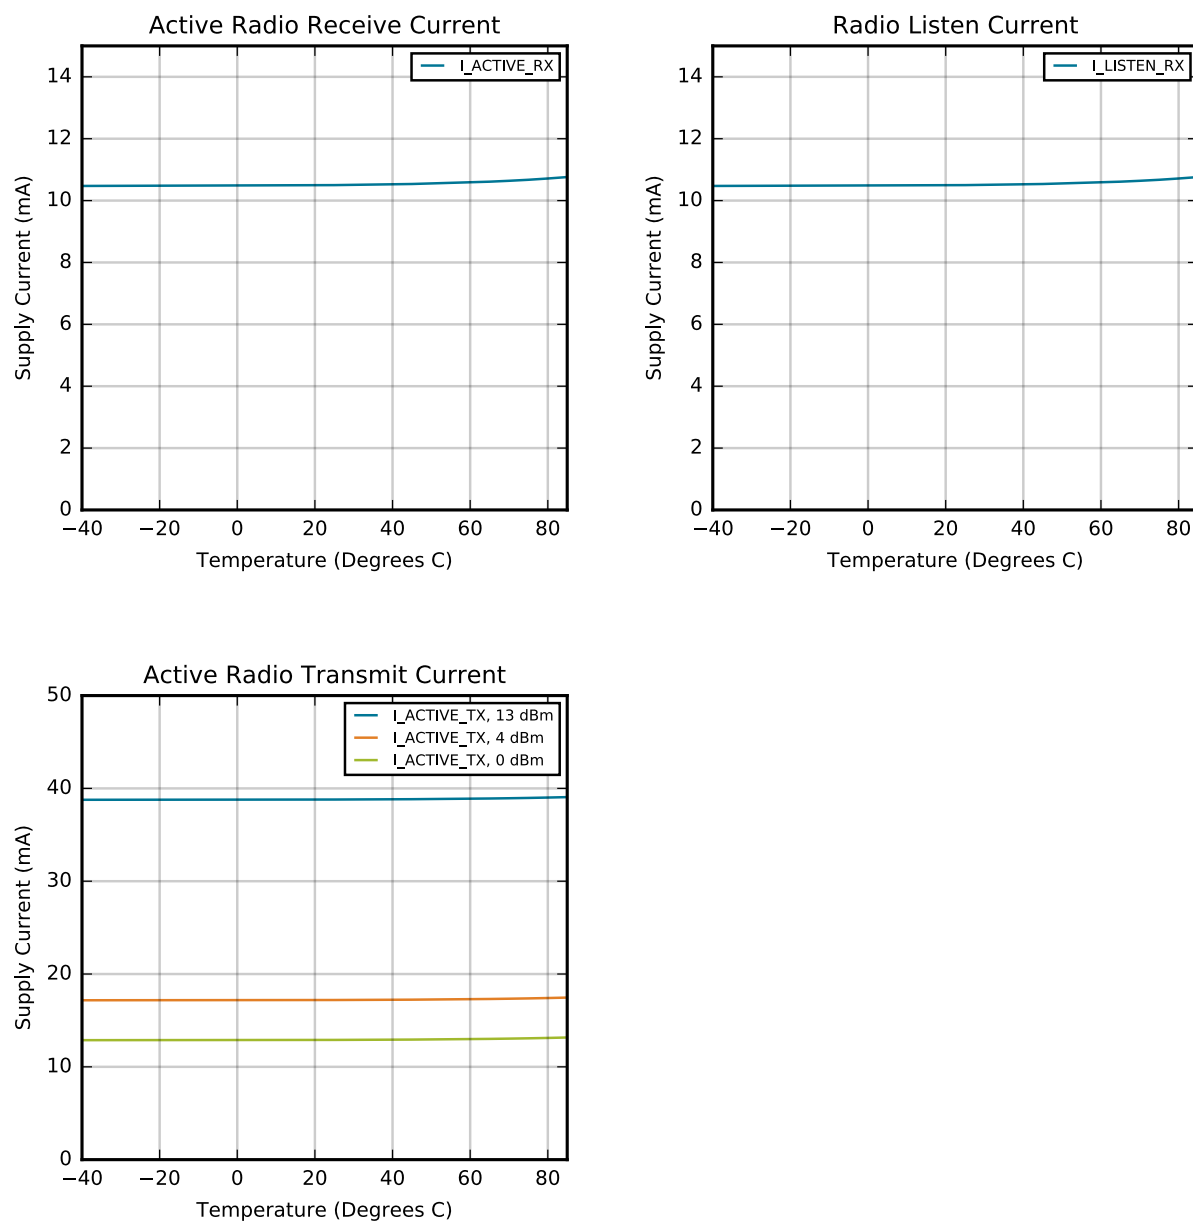 Active Radio Receive Current
I_ACTIVE_RX
14
12
10
8
6
4
2
0
Supply Current (mA)
−40 −20 0 20 40 60 80
Temperature (Degrees C)
Radio Listen Current
I_LISTEN_RX
14
12
10
8
6
4
2
0
Supply Current (mA)
−40 −20 0 20 40 60 80
Temperature (Degrees C)
Active Radio Transmit Current
I_ACTIVE_TX, 13 dBm
I_ACTIVE_TX, 4 dBm
I_ACTIVE_TX, 0 dBm
50
40
30
20
10
0
Supply Current (mA)
−40 −20 0 20 40 60 80
Temperature (Degrees C)